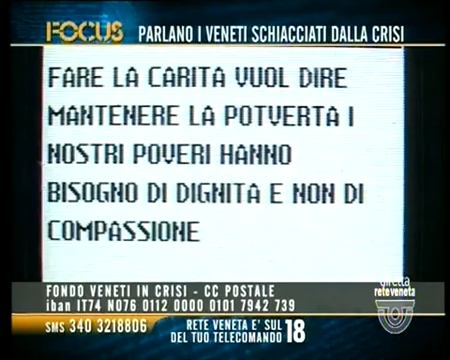 FOCUS PARLANO I VENETI SCHIACCIATI DALLA CRISI
FARE LA CARITA VUOL DIRE
MANTENERE LA POTVERTA I
NOSTRI POVERI HANNO
BISOGNO DI DIGNITA E NON DI
COMPASSIONE
FONDO VENETI IN CRISI - CC POSTALE
iban IT74 N076 0112 0000 0101 7942 739
diretta
reteveneta
SMS 340 3218806
RETE VENETA E' SUL
DEL TUO TELECOMANDO 18